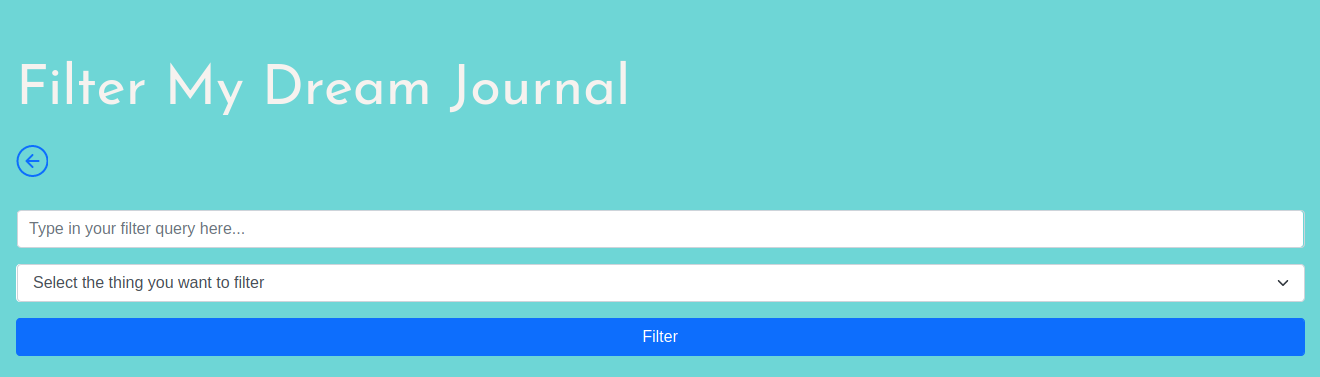 Filter My Dream Journal
Type in your filter query here...
Select the thing you want to filter
Filter